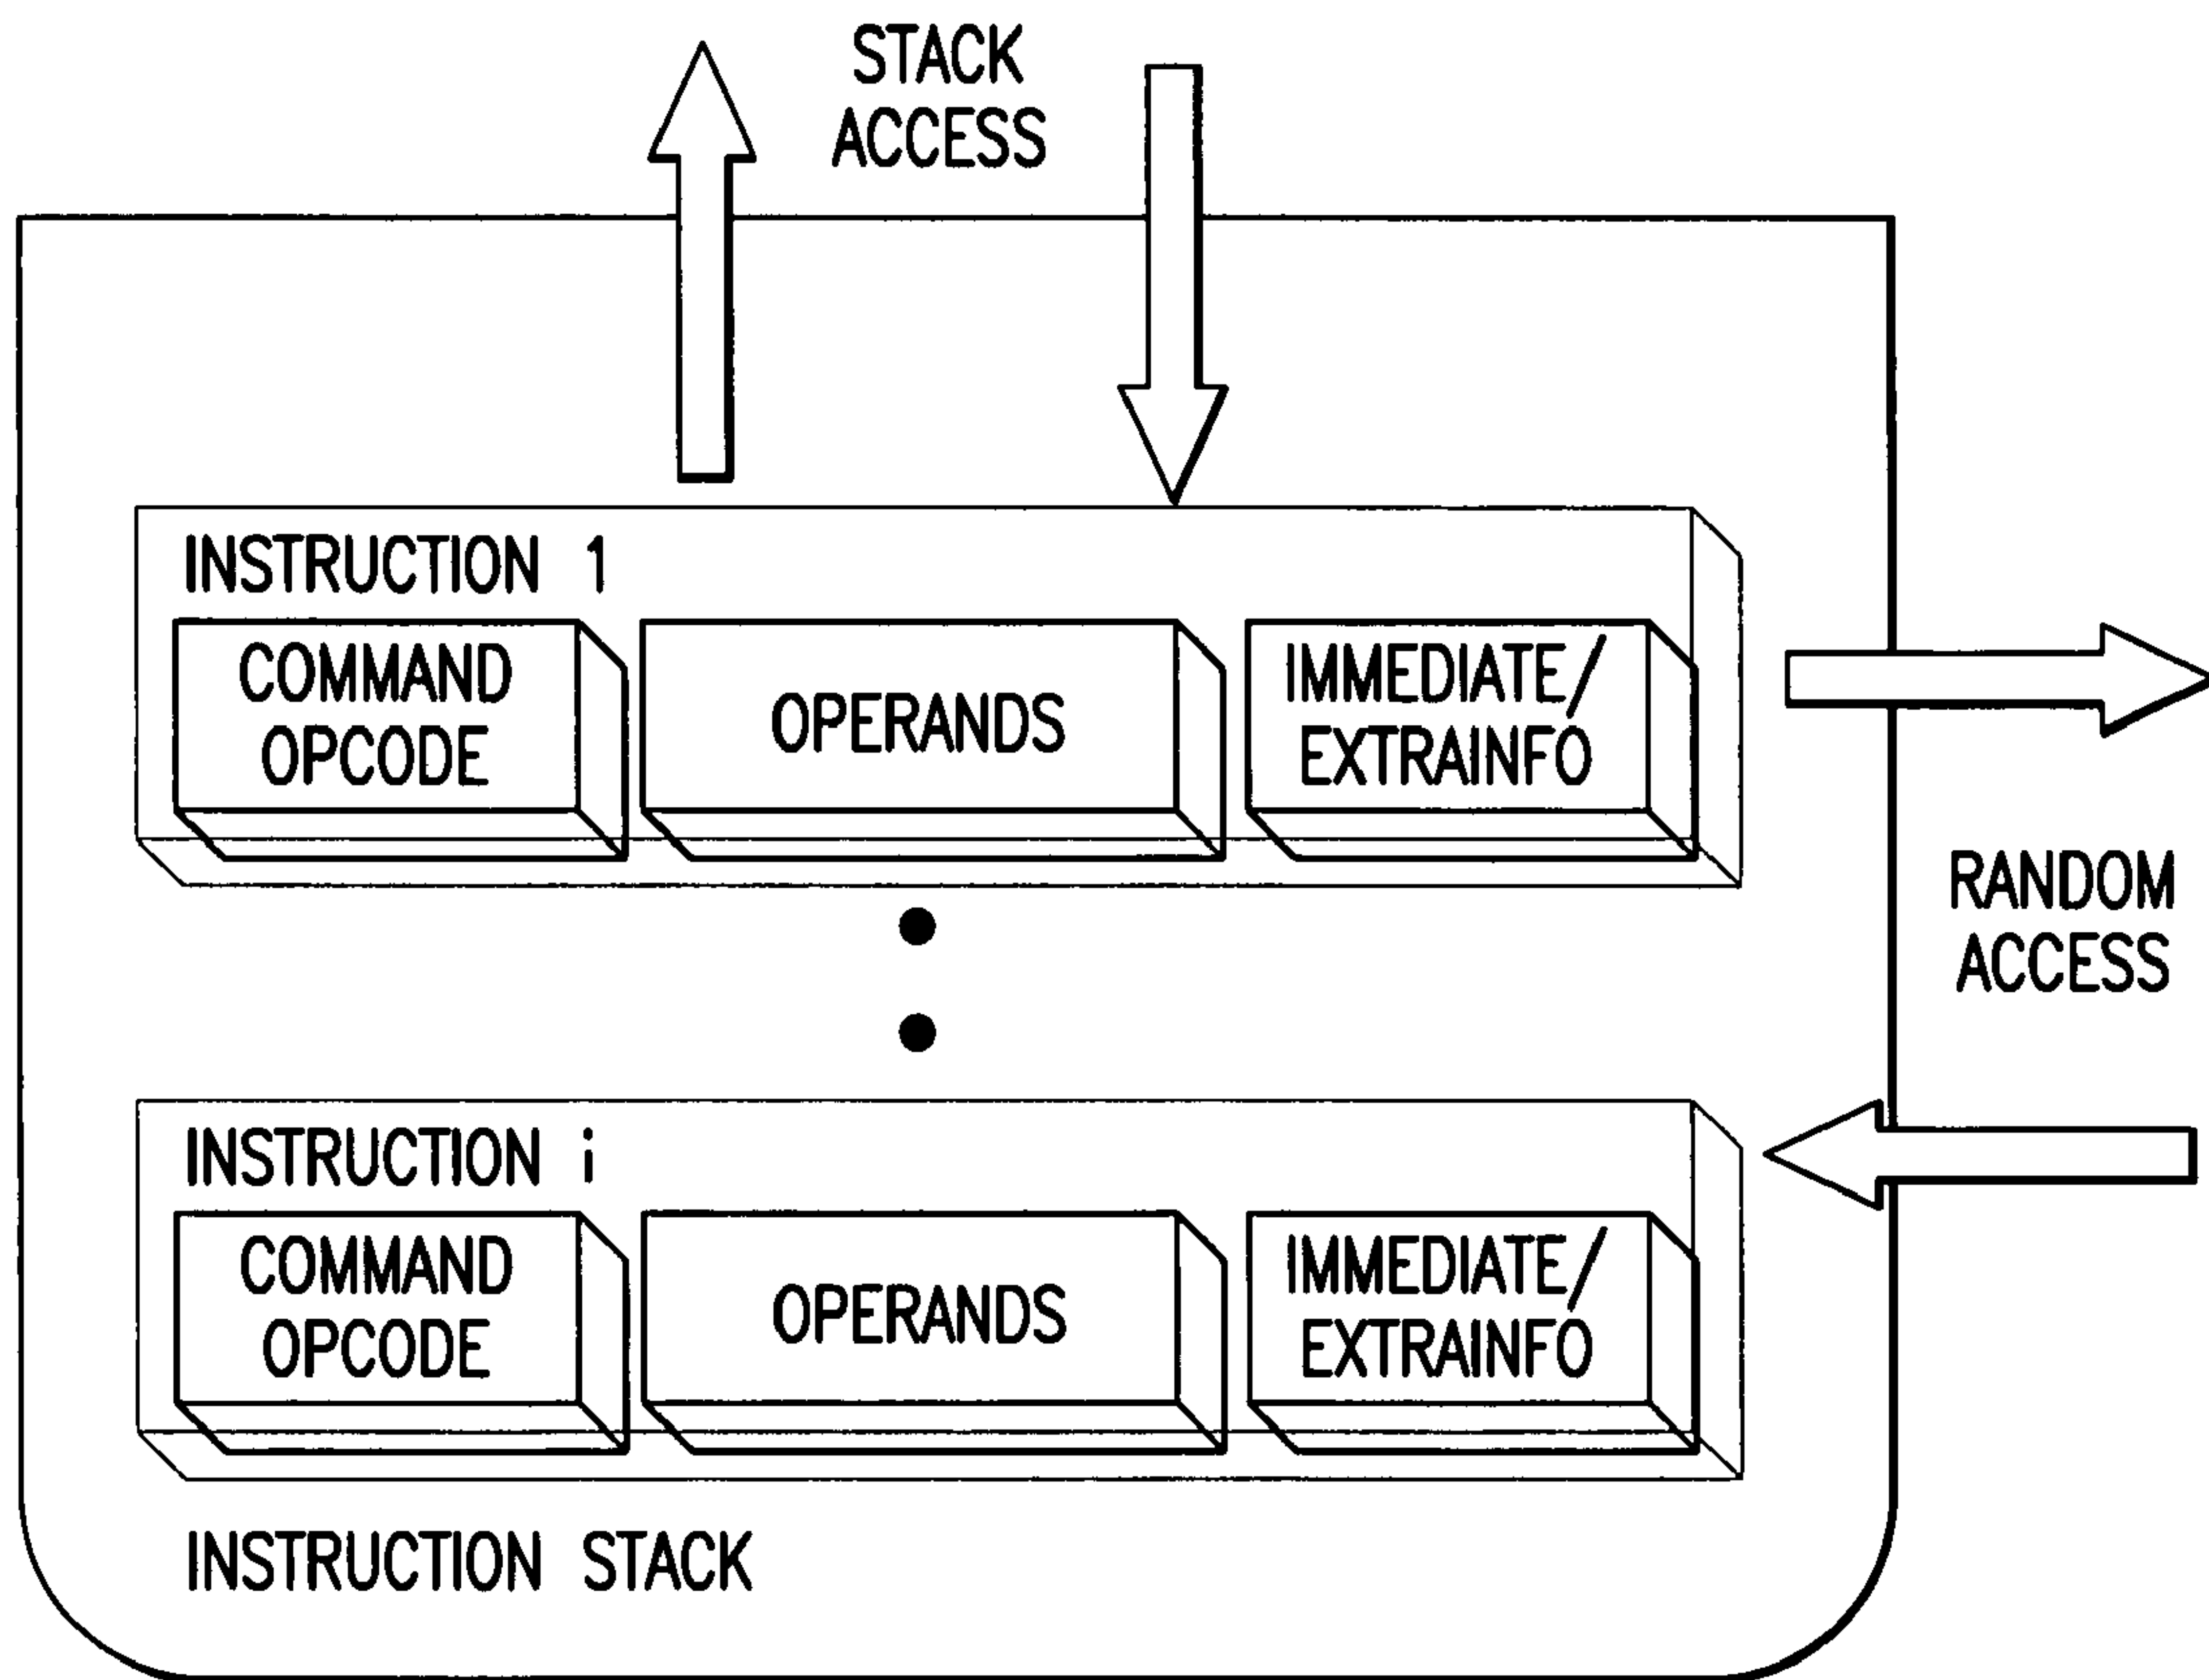 STACK
ACCESS
INSTRUCTION 1
COMMAND
OPCODE
OPERANDS
IMMEDIATE/
EXTRAINFO
RANDOM
ACCESS
INSTRUCTION i
COMMAND
OPCODE
OPERANDS
IMMEDIATE/
EXTRAINFO
INSTRUCTION STACK